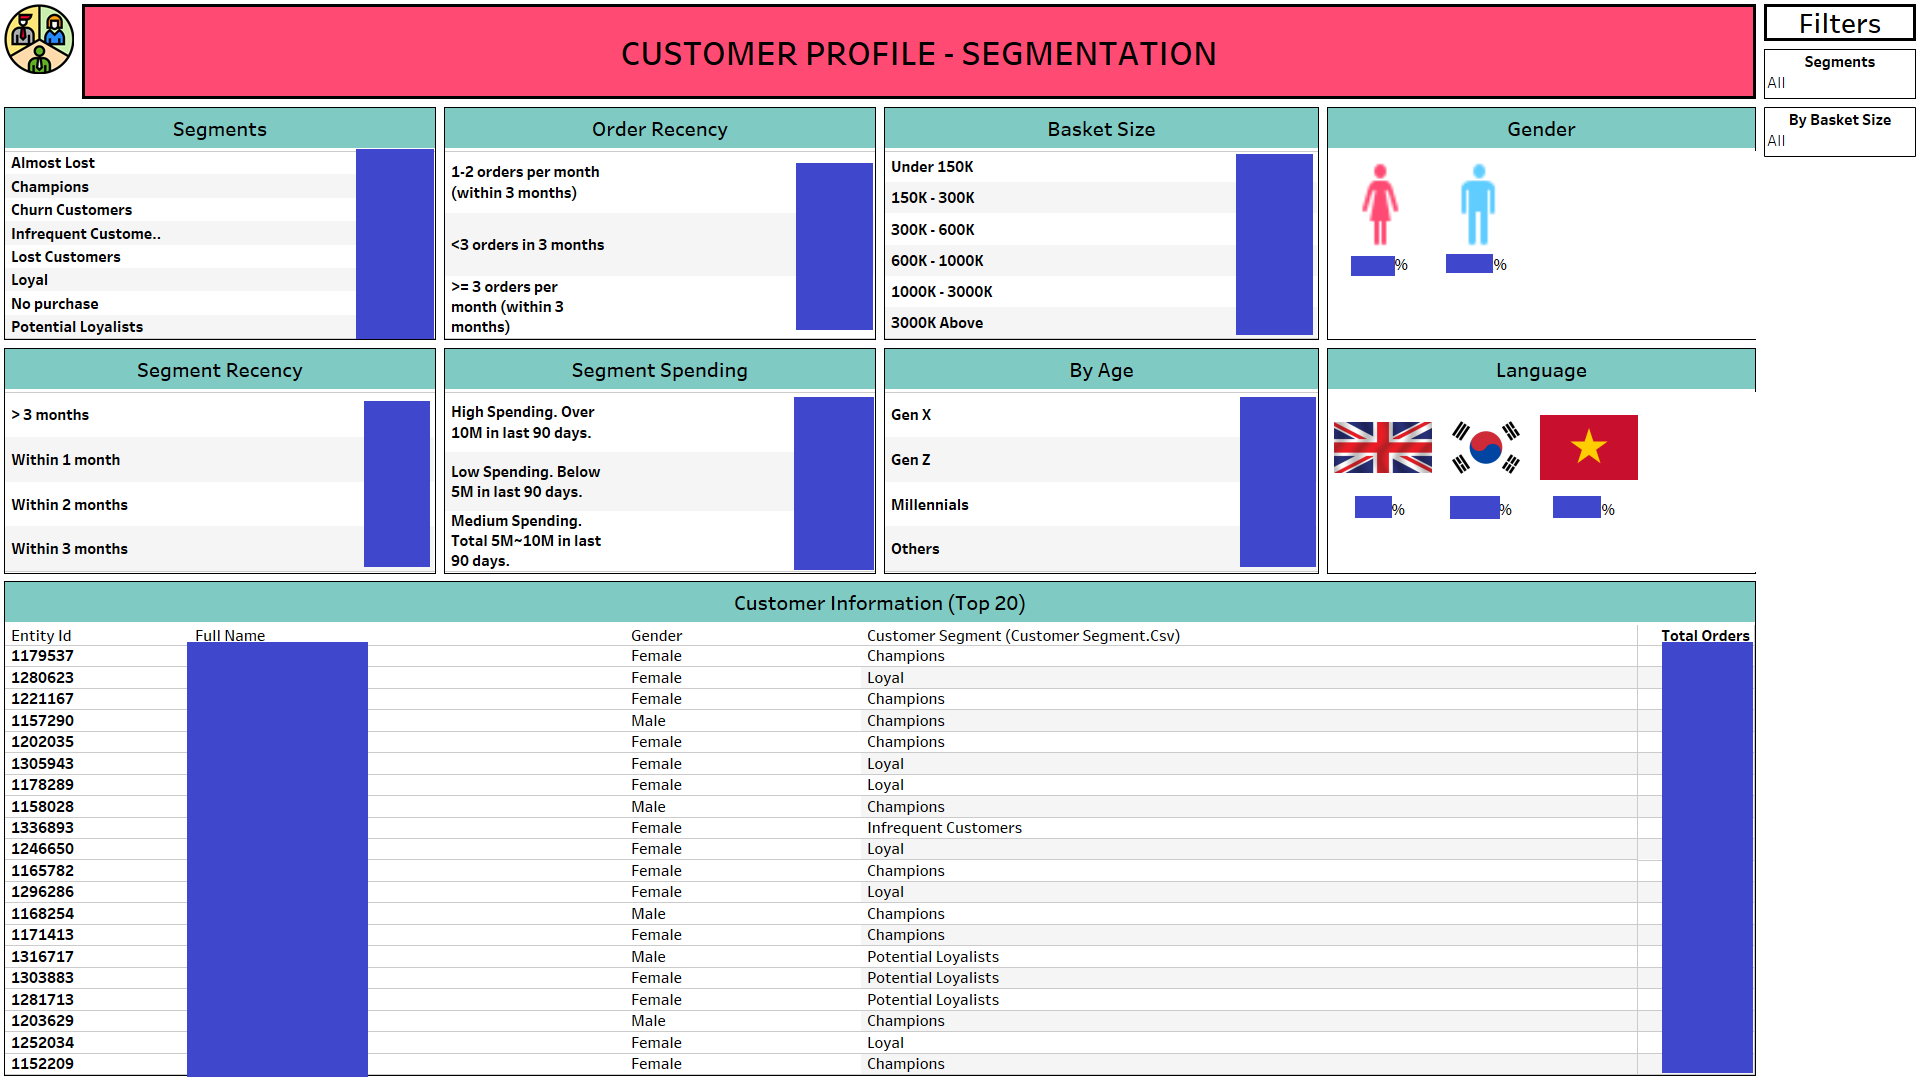 CUSTOMER PROFILE - SEGMENTATION
Filters
Segments
All
By Basket Size
All
Segments
Almost Lost
Champions
Churn Customers
Infrequent Custome..
Lost Customers
Loyal
No purchase
Potential Loyalists
Order Recency
1-2 orders per month
(within 3 months)
<3 orders in 3 months
>= 3 orders per
month (within 3
months)
Basket Size
Under 150K
150K - 300K
300K - 600K
600K - 1000K
1000K - 3000K
3000K Above
Gender
% %
Segment Recency
> 3 months
Within 1 month
Within 2 months
Within 3 months
Segment Spending
High Spending. Over
10M in last 90 days.
Low Spending. Below
5M in last 90 days.
Medium Spending.
Total 5M~10M in last
90 days.
By Age
Gen X
Gen Z
Millennials
Others
Language
% % %
Customer Information (Top 20)
Entity Id Full Name Gender Customer Segment (Customer Segment.Csv) Total Orders
1179537 Female Champions
1280623 Female Loyal
1221167 Female Champions
1157290 Male Champions
1202035 Female Champions
1305943 Female Loyal
1178289 Female Loyal
1158028 Male Champions
1336893 Female Infrequent Customers
1246650 Female Loyal
1165782 Female Champions
1296286 Female Loyal
1168254 Male Champions
1171413 Female Champions
1316717 Male Potential Loyalists
1303883 Female Potential Loyalists
1281713 Female Potential Loyalists
1203629 Male Champions
1252034 Female Loyal
1152209 Female Champions